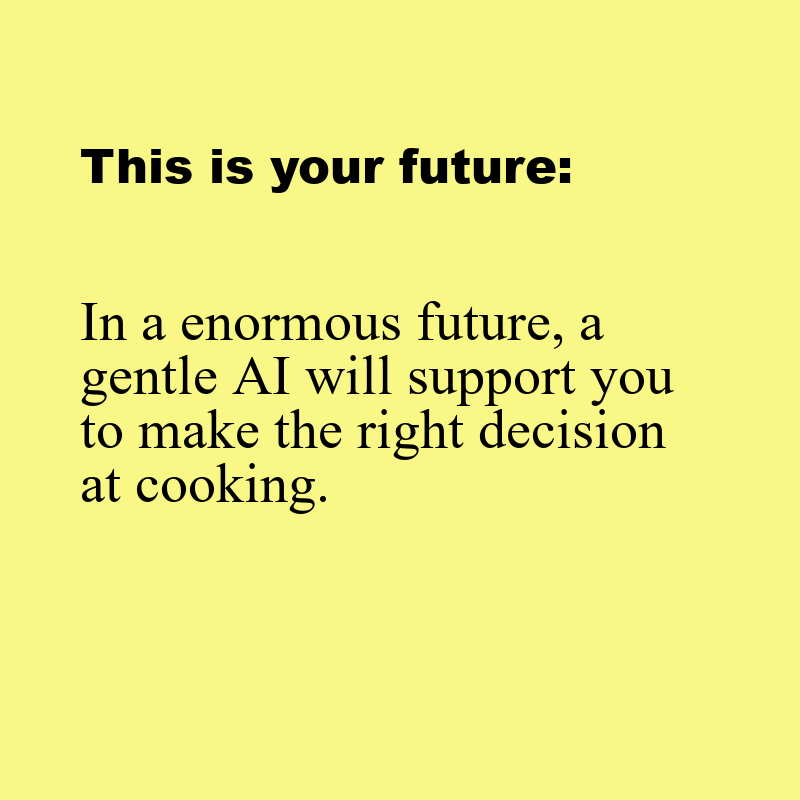 This is your future:
In a enormous future, a
gentle AI will support you
to make the right decision
at cooking.